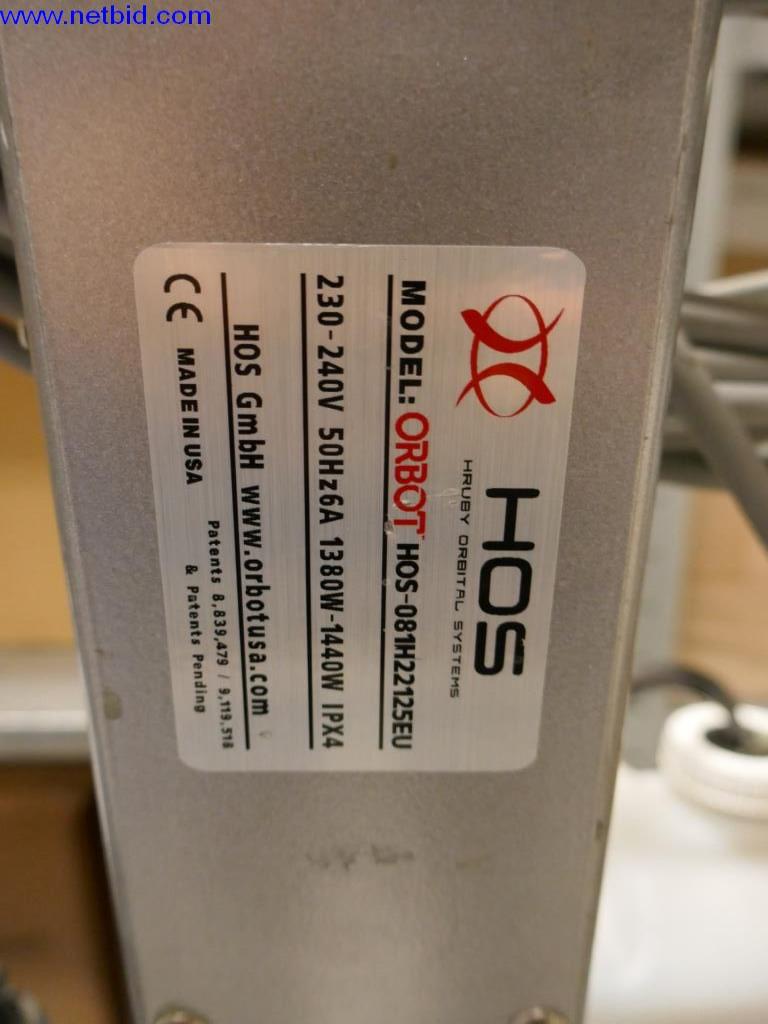 www.netbid.com
HOS
HRUBY ORBITAL SYSTEMS
MODEL: ORBOT™ HOS-081H22125EU
230-240V 50Hz6A 1380W-1440W IPX4
HOS GmbH www.orbotusa.com
Patents 8,839,479 / 9,119,518
CE MADE IN USA & Patents Pending